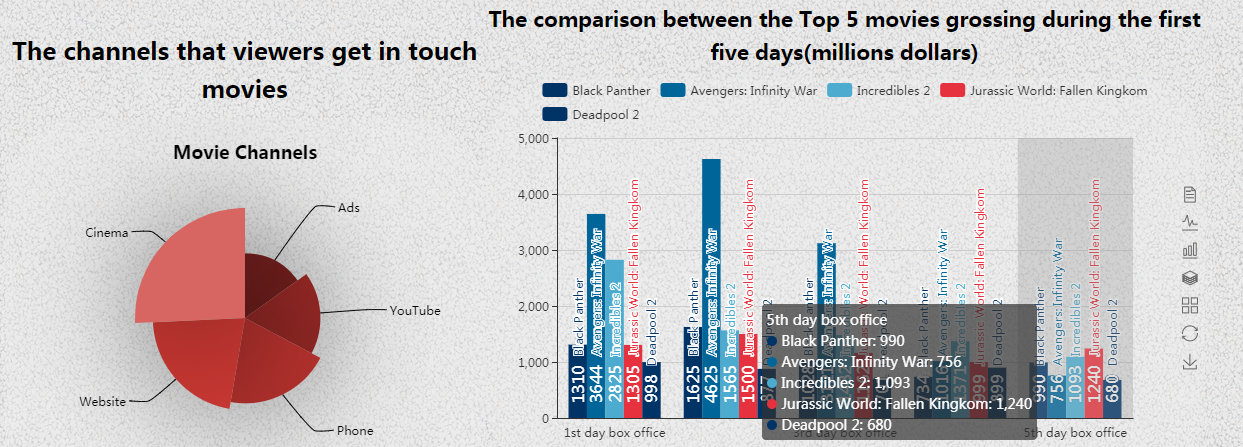 The channels that viewers get in touch
movies
Movie Channels
Ads
Cinema
YouTube
Website
Phone
The comparison between the Top 5 movies grossing during the first
five days(millions dollars)
Black Panther
Avengers: Infinity War
Incredibles 2
Jurassic World: Fallen Kingkom
Deadpool 2
5,000
4,000
3,000
2,000
1,000
0
1310 Black Panther
3644 Avengers: Infinity War
2825 Incredibles 2
1305 Jurassic World: Fallen Kingkom
998 Deadpool 2
1625 Black Panther
4625 Avengers: Infinity War
1565 Incredibles 2
1500 Jurassic World: Fallen Kingkom
Avengers: Infinity War
Jurassic World: Fallen Kingkom
Black Panther
1016 Avengers: Infinity War
Incredibles 2
999 Jurassic World: Fallen Kingkom
Deadpool 2
990 Black Panther
756 Avengers: Infinity War
1093 Incredibles 2
1240 Jurassic World: Fallen Kingkom
680 Deadpool 2
5th day box office
Black Panther: 990
Avengers: Infinity War: 756
Incredibles 2: 1,093
Jurassic World: Fallen Kingkom: 1,240
Deadpool 2: 680
1st day box office
3rd day box office
5th day box office